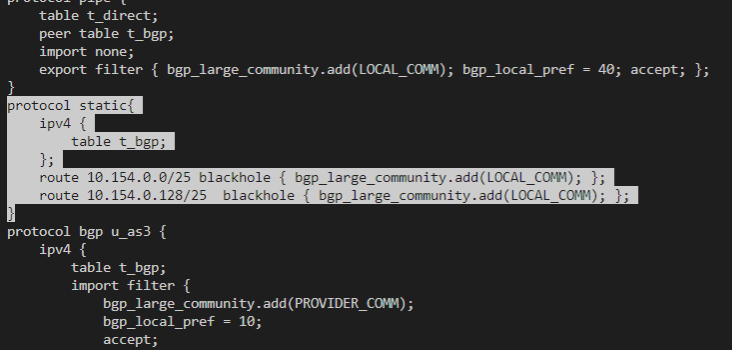 protocol pipe {
table t_direct;
peer table t_bgp;
import none;
export filter { bgp_large_community.add(LOCAL_COMM); bgp_local_pref = 40; accept; };
}
protocol static{
ipv4 {
table t_bgp;
};
route 10.154.0.0/25 blackhole { bgp_large_community.add(LOCAL_COMM); };
route 10.154.0.128/25  blackhole { bgp_large_community.add(LOCAL_COMM); };
}
protocol bgp u_as3 {
ipv4 {
table t_bgp;
import filter {
bgp_large_community.add(PROVIDER_COMM);
bgp_local_pref = 10;
accept;